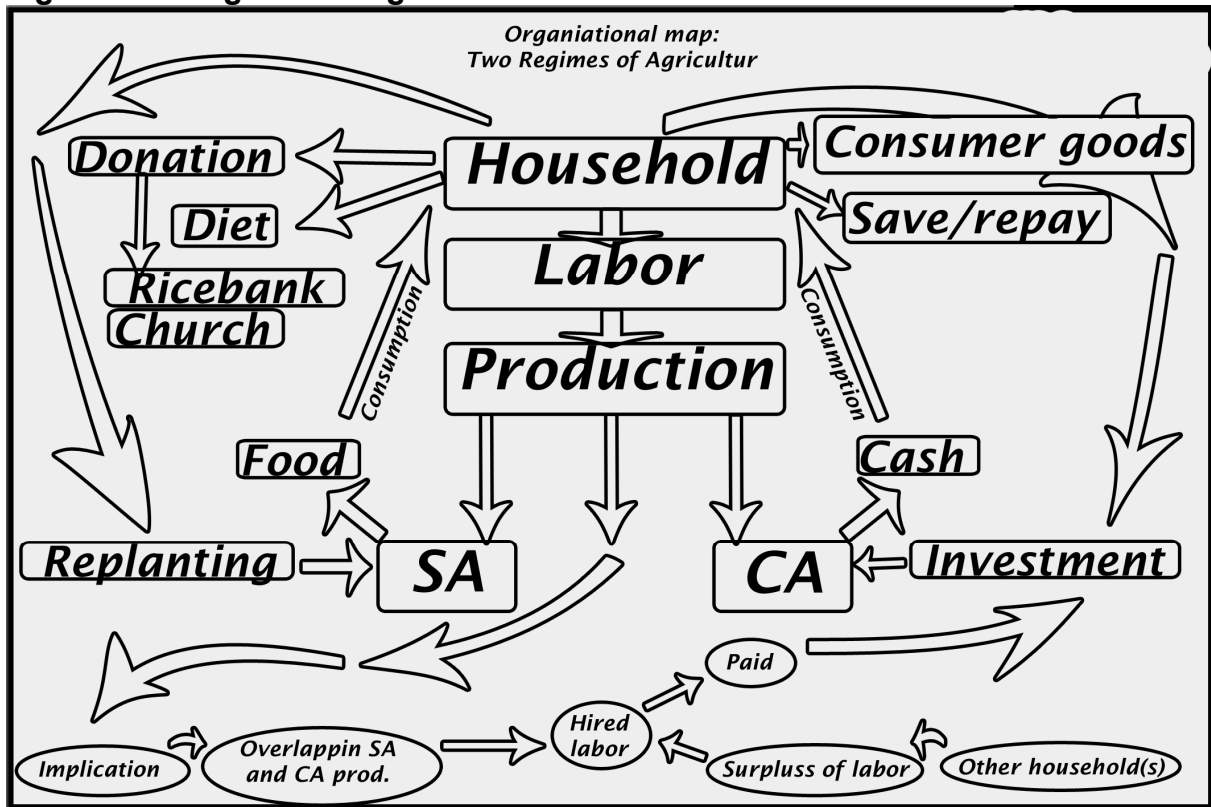 Organiational map:
Two Regimes of Agricultur
Household
Consumer goods
Donation
Save/repay
Diet
Labor
Ricebank
Church
Consumption
Consumption
Production
Food
Cash
Replanting
SA
CA
Investment
Paid
Hired
labor
Implication
Overlappin SA
and CA prod.
Surpluss of labor
Other household(s)